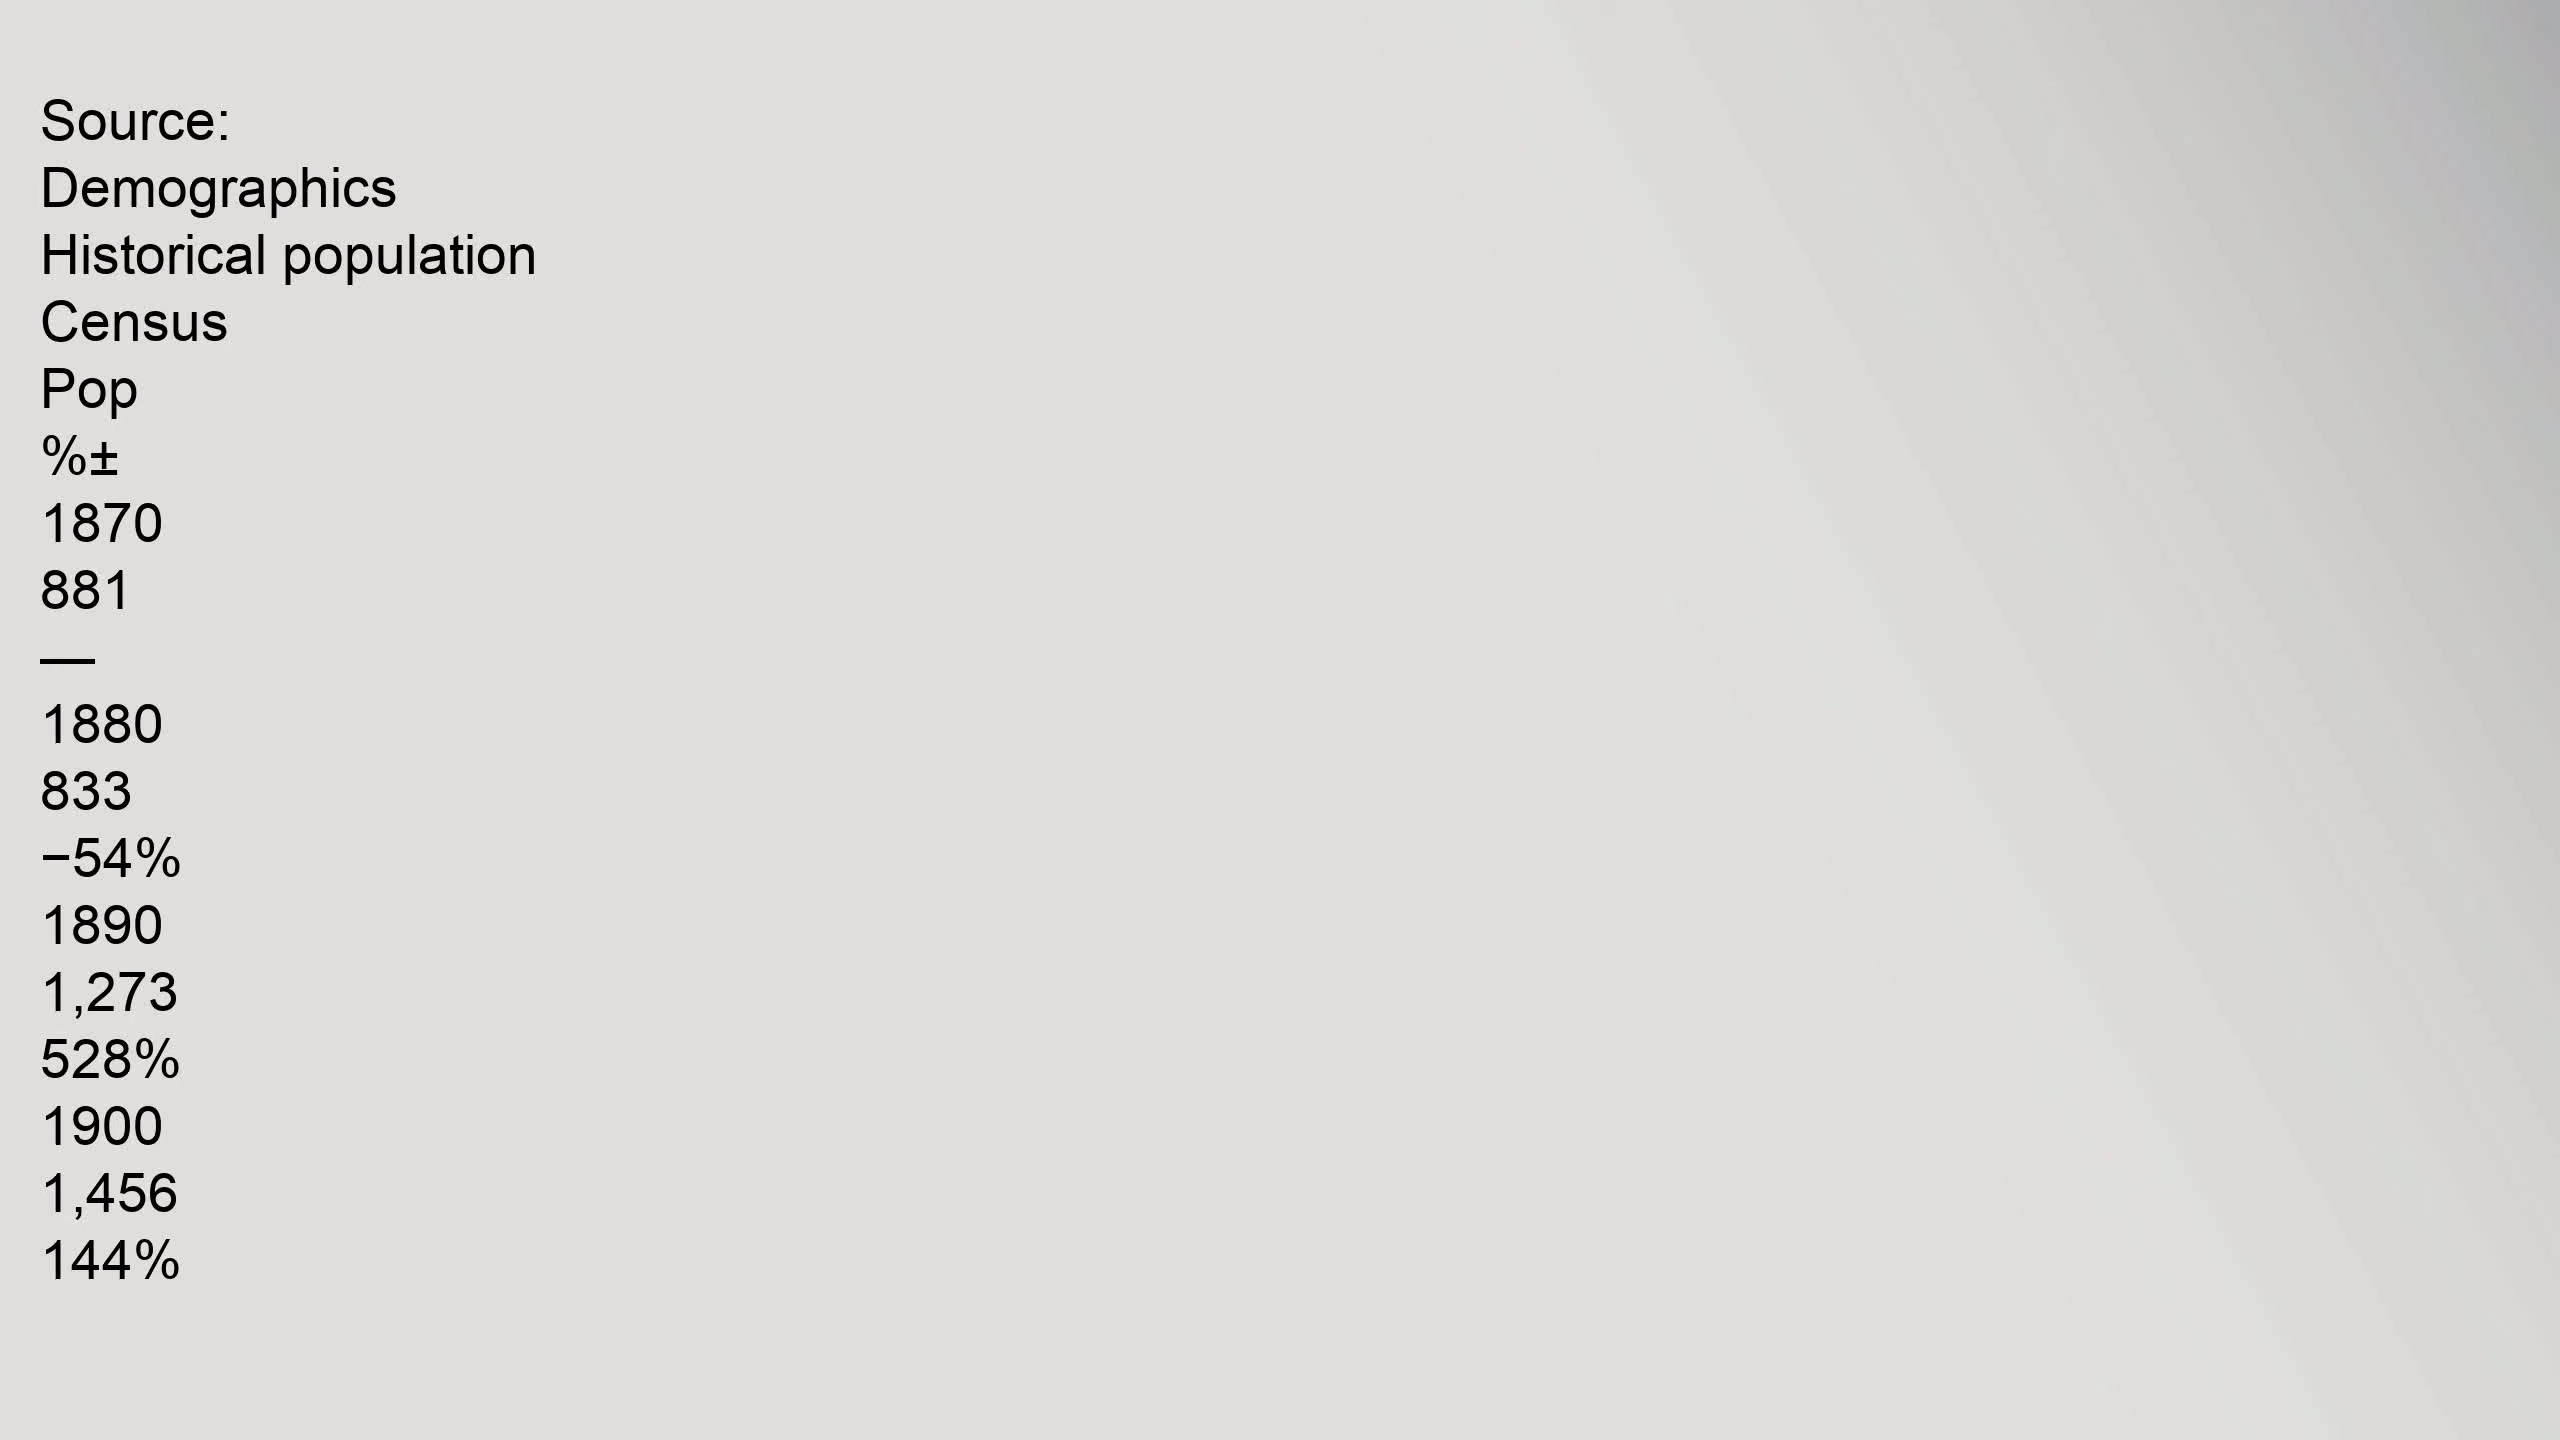 Source:
Demographics
Historical population
Census
Pop
%±
1870
881
—
1880
833
−54%
1890
1,273
528%
1900
1,456
144%